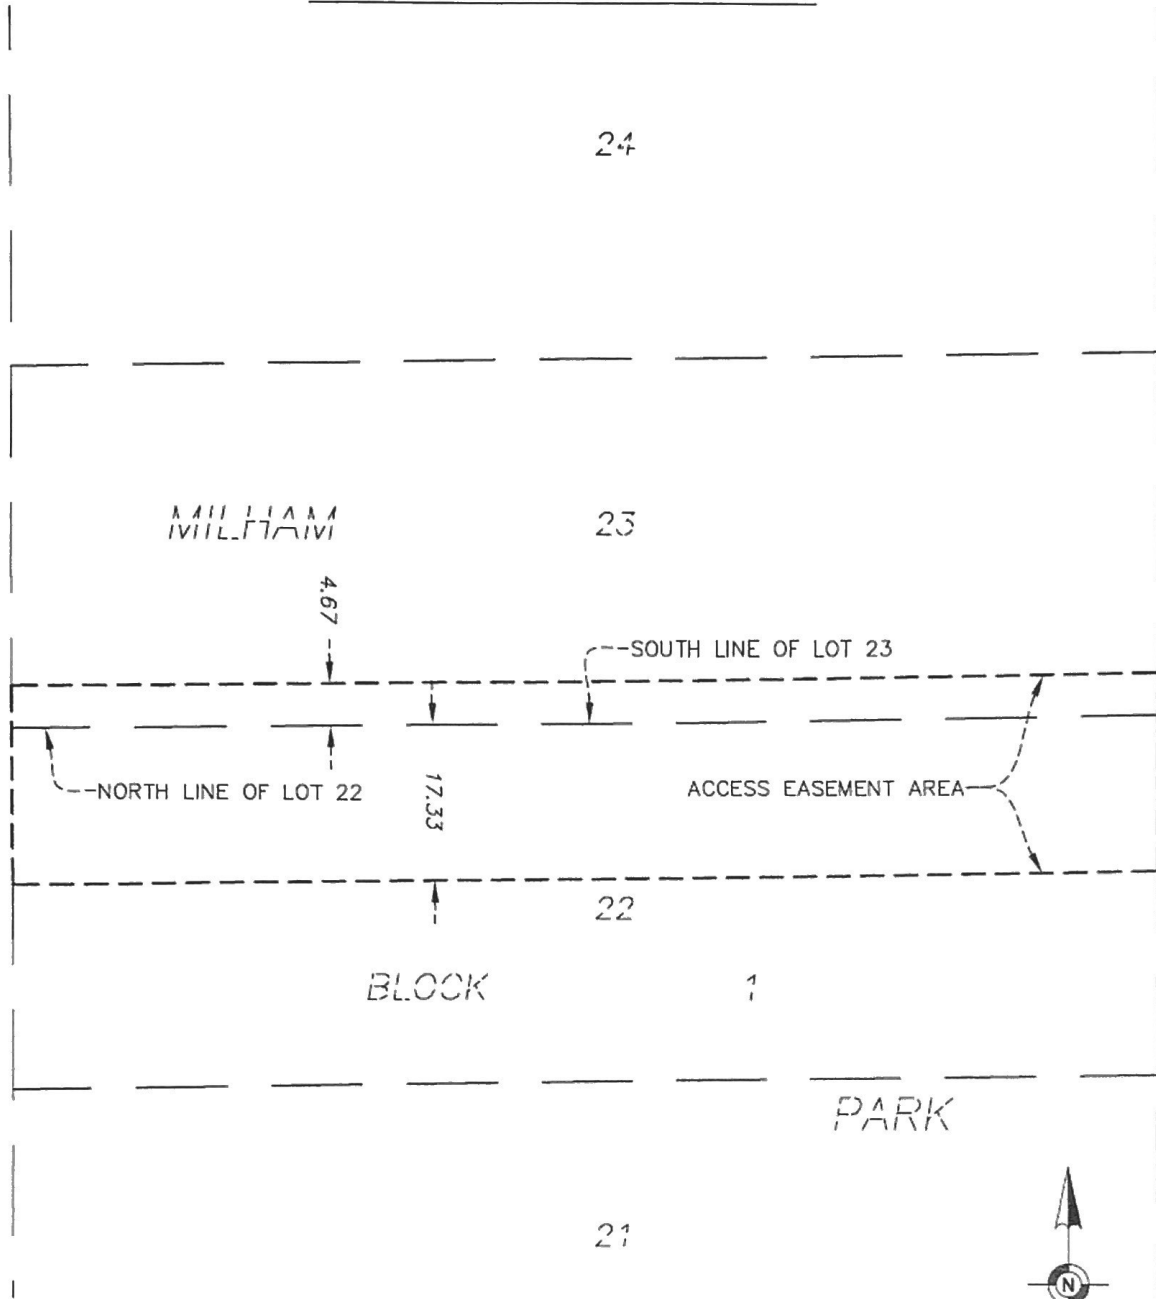 24
MILHAM
23
4.67
SOUTH LINE OF LOT 23
NORTH LINE OF LOT 22
17.33
ACCESS EASEMENT AREA
22
BLOCK 1
PARK
21
N